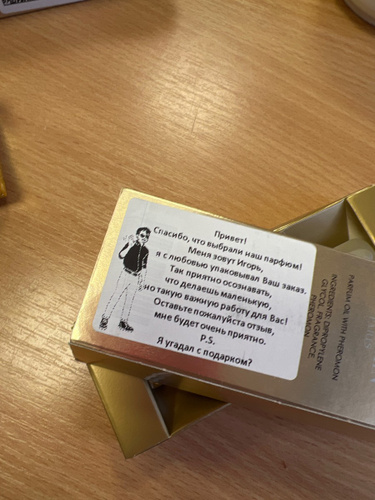 Привет!
Спасибо, что выбрали наш парфюм!
Меня зовут Игорь,
я с любовью упаковывал Ваш заказ.
Так приятно осознавать,
что делаешь маленькую,
но такую важную работу для Вас!
Оставьте пожалуйста отзыв,
мне будет очень приятно.
P.S.
Я угадал с подарком?
PARFUM OIL WITH PHEROMON
INGREDIENTS: DIPROPYLENE
GLYCOL, FRAGRANCE,
PHEROMON